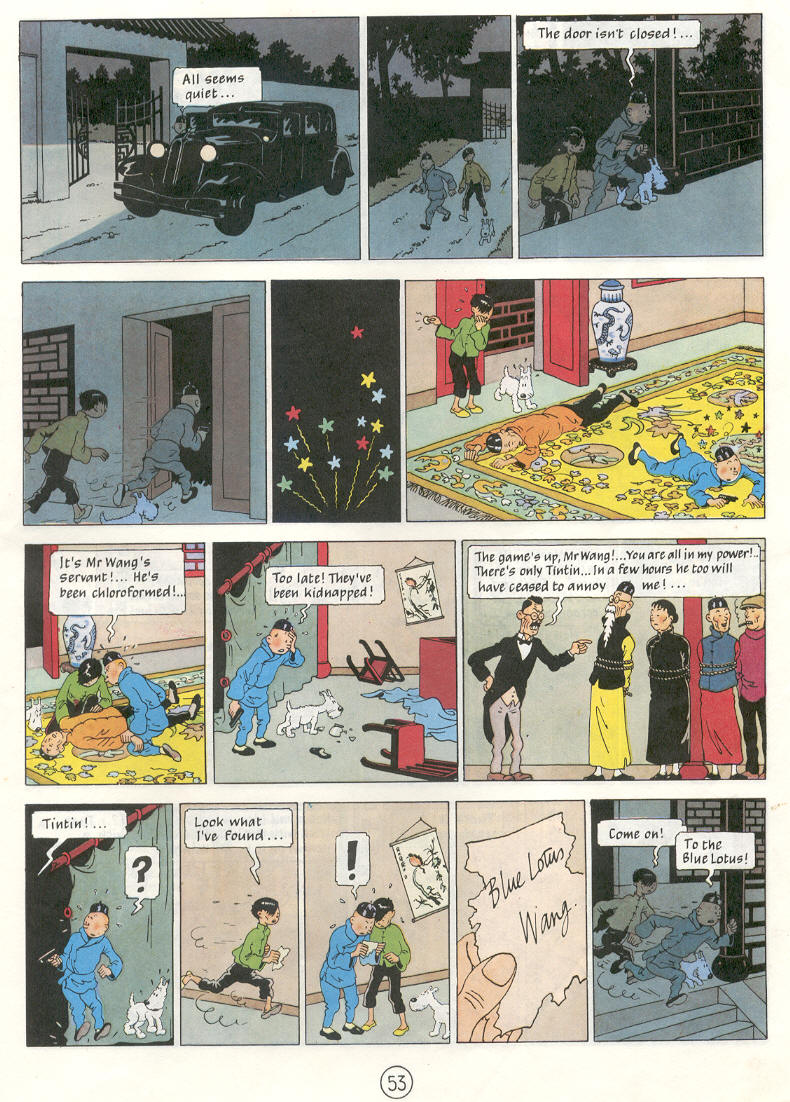 All seems
quiet...
The door isn't closed!...
It's Mr Wang's
servant!... He's
been chloroformed!...
Too late! They've
been kidnapped!
The game's up, Mr Wang!...You are all in my power!..
There's only Tintin... In a few hours he too will
have ceased to annoy me!...
Tintin!...
?
Look what
I've found...
!
Blue Lotus
Wang.
Come on!
To the
Blue Lotus!
53